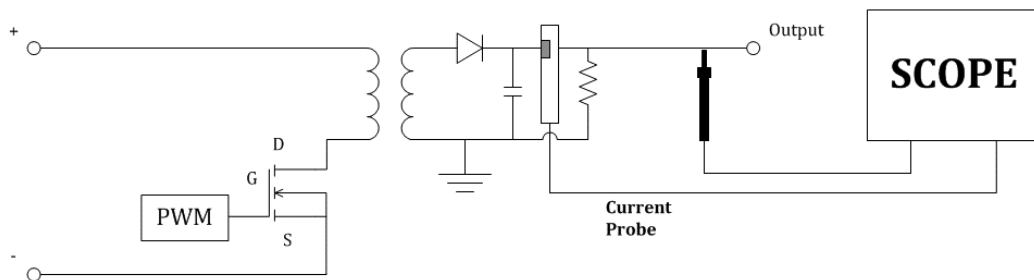 +
Output
SCOPE
D
G
PWM
S
Current
Probe
-